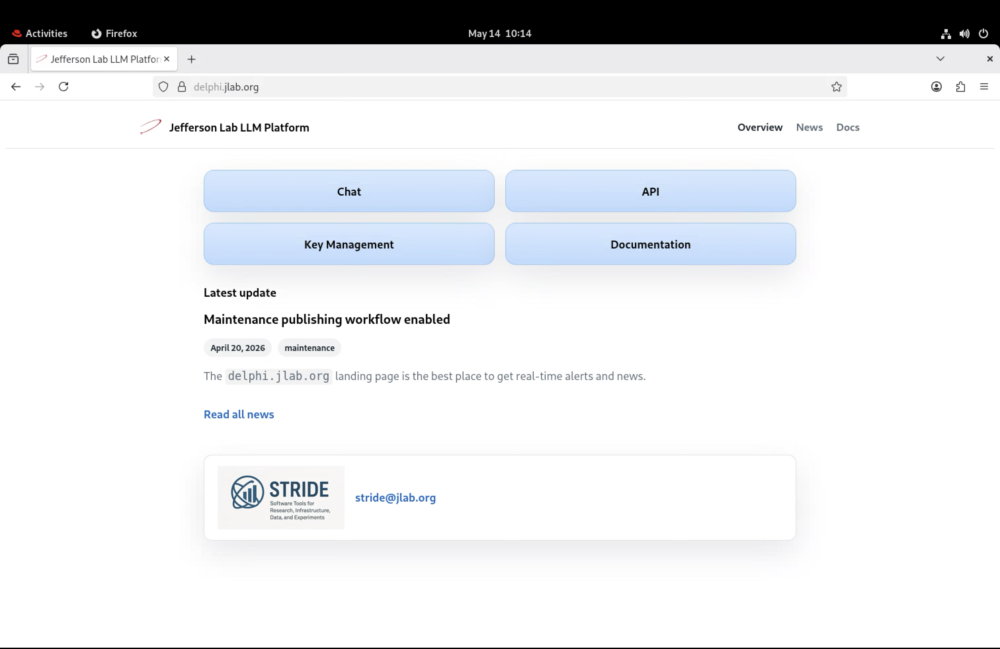 Activities Firefox May 14 10:14
Jefferson Lab LLM Platfor
delphi.jlab.org
Jefferson Lab LLM Platform Overview News Docs
Chat API
Key Management Documentation
Latest update
Maintenance publishing workflow enabled
April 20, 2026 maintenance
The delphi.jlab.org landing page is the best place to get real-time alerts and news.
Read all news
STRIDE
Software Tools for
Research, Infrastructure,
Data, and Experiments
stride@jlab.org